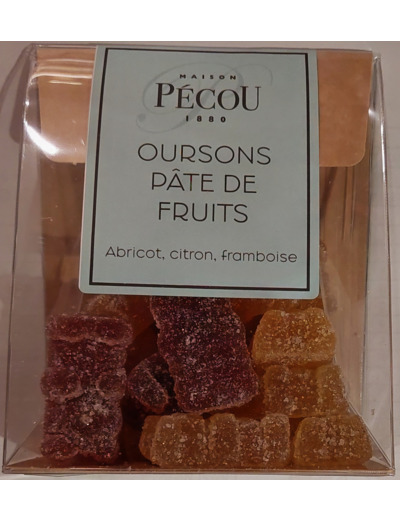 MAISON
PÉCOU
1880
OURSONS
PÂTE DE
FRUITS
Abricot, citron, framboise